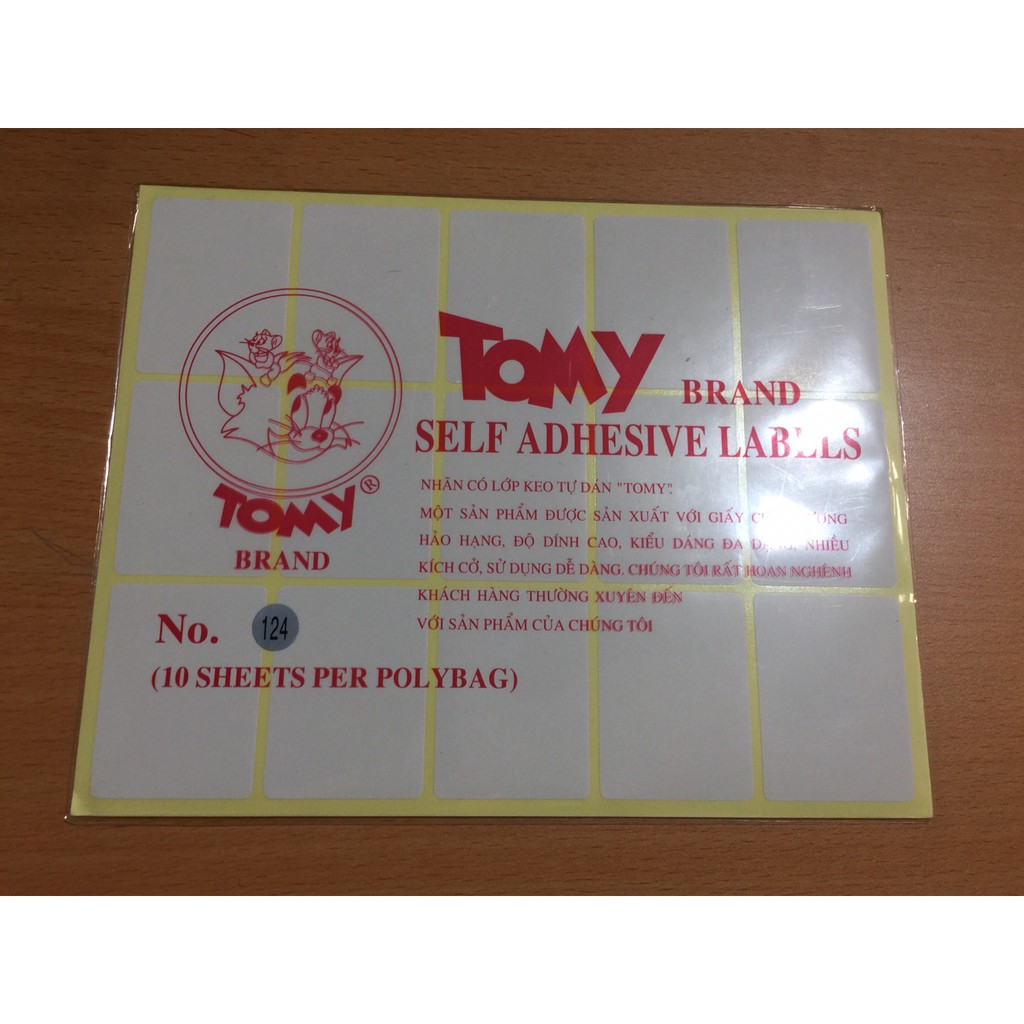 TOMY ®
BRAND
TOMY BRAND
SELF ADHESIVE LABELS
NHÃN CÓ LỚP KEO TỰ DÁN "TOMY".
MỘT SẢN PHẨM ĐƯỢC SẢN XUẤT VỚI GIẤY
HẢO HẠNG, ĐỘ DÍNH CAO, KIỂU DÁNG ĐA DẠNG, NHIỀU
KÍCH CỞ, SỬ DỤNG DỄ DÀNG. CHÚNG TÔI RẤT HOAN NGHÊNH
KHÁCH HÀNG THƯỜNG XUYÊN ĐẾN
VỚI SẢN PHẨM CỦA CHÚNG TÔI
No. 124
(10 SHEETS PER POLYBAG)